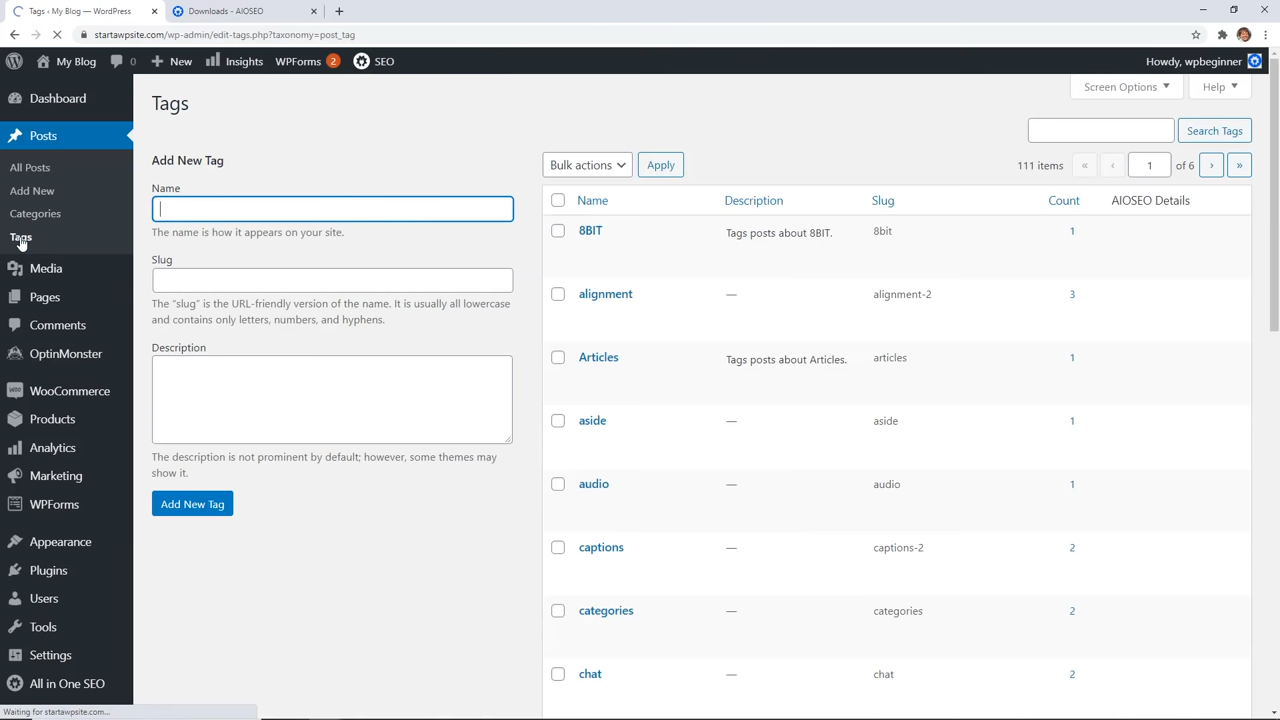 Tags ‹ My Blog — WordPress
Downloads - AIOSEO
startawpsite.com/wp-admin/edit-tags.php?taxonomy=post_tag
My Blog
0
New
Insights
WPForms 2
SEO
Howdy, wpbeginner
Dashboard
Posts
All Posts
Add New
Categories
Tags
Media
Pages
Comments
OptinMonster
WooCommerce
Products
Analytics
Marketing
WPForms
Appearance
Plugins
Users
Tools
Settings
All in One SEO
Waiting for startawpsite.com...
Screen Options
Help
Tags
Search Tags
Add New Tag
Name
The name is how it appears on your site.
Slug
The “slug” is the URL-friendly version of the name. It is usually all lowercase
and contains only letters, numbers, and hyphens.
Description
The description is not prominent by default; however, some themes may
show it.
Add New Tag
Bulk actions
Apply
111 items « ‹ 1 of 6 › »
Name Description Slug Count AIOSEO Details
8BIT Tags posts about 8BIT. 8bit 1
alignment — alignment-2 3
Articles Tags posts about Articles. articles 1
aside — aside 1
audio — audio 1
captions — captions-2 2
categories — categories 2
chat — chat 2